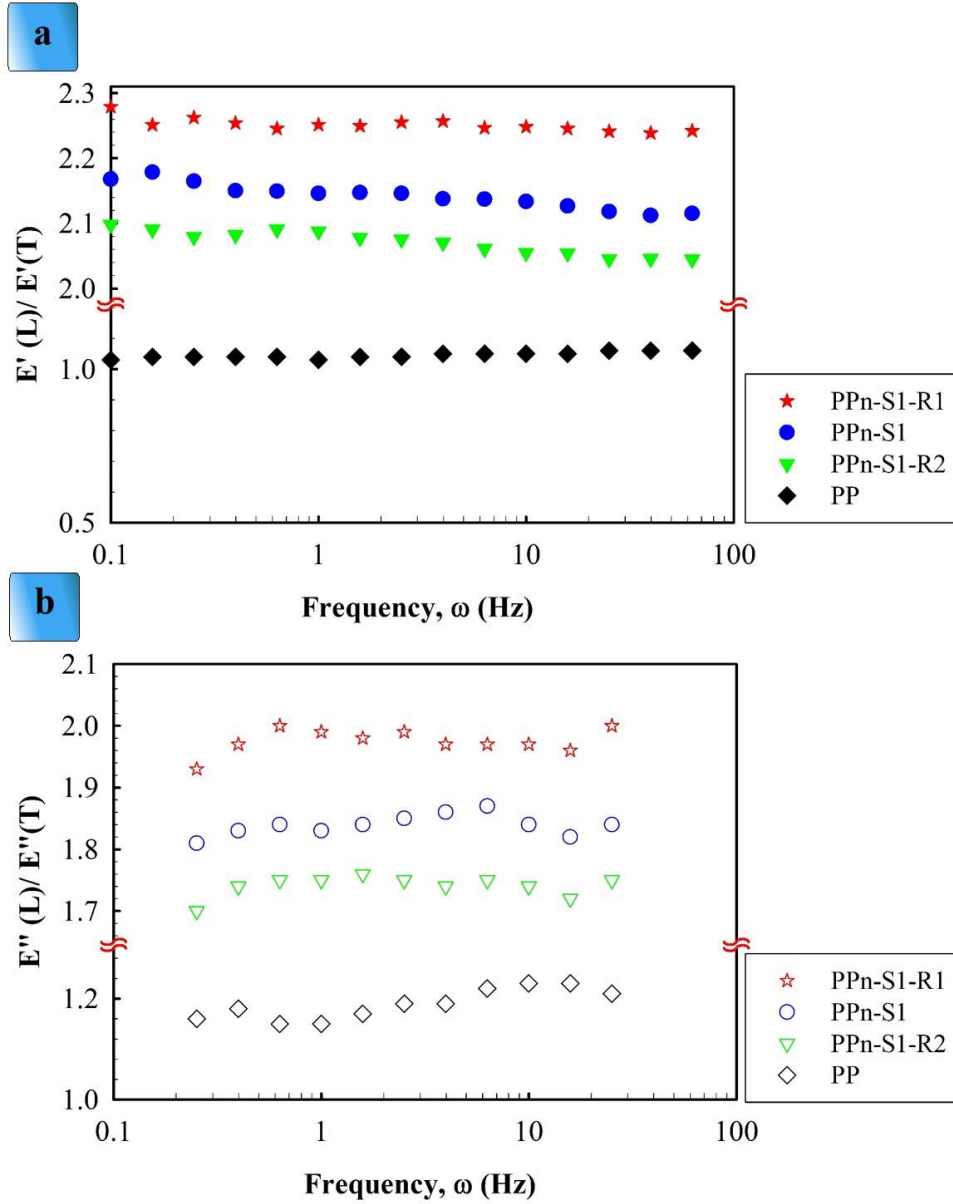 a
E' (L)/ E'(T)
2.3
2.2
2.1
2.0
1.0
0.5
0.1
1
10
100
Frequency, ω (Hz)
PPn-S1-R1
PPn-S1
PPn-S1-R2
PP
b
E'' (L)/ E''(T)
2.1
2.0
1.9
1.8
1.7
1.2
1.0
0.1
1
10
100
Frequency, ω (Hz)
PPn-S1-R1
PPn-S1
PPn-S1-R2
PP